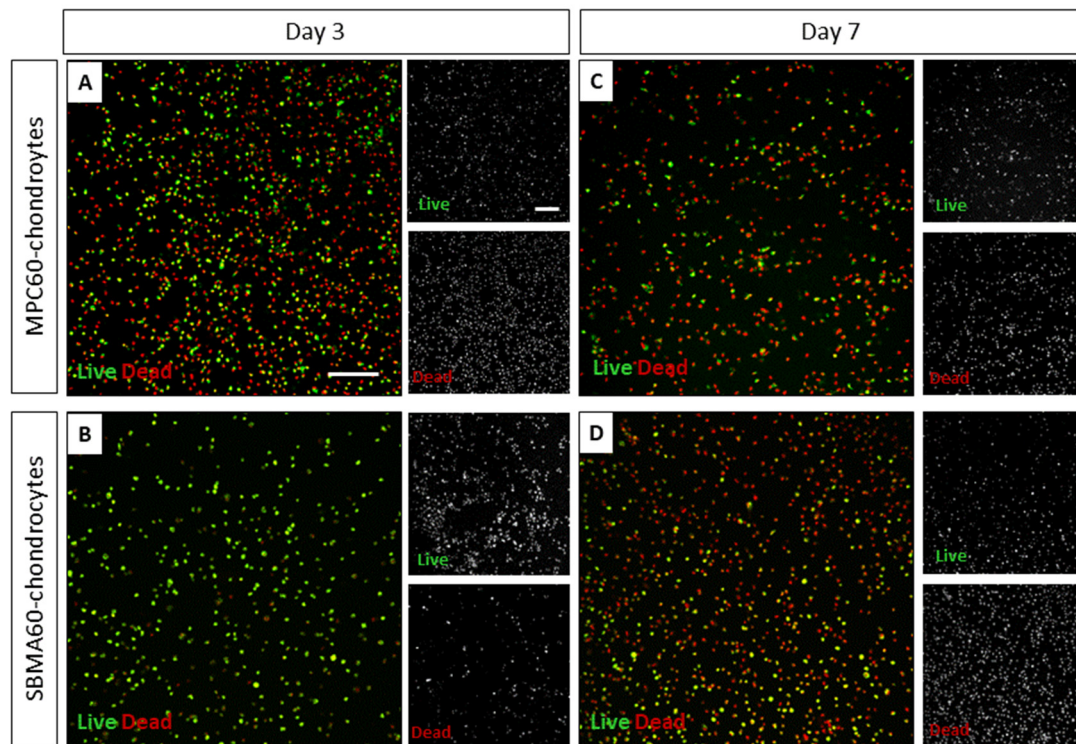 Day 3
Day 7
MPC60-chondroytes
A
Live Dead
Live
Dead
C
Live Dead
Live
Dead
SBMA60-chondrocytes
B
Live Dead
Live
Dead
D
Live Dead
Live
Dead